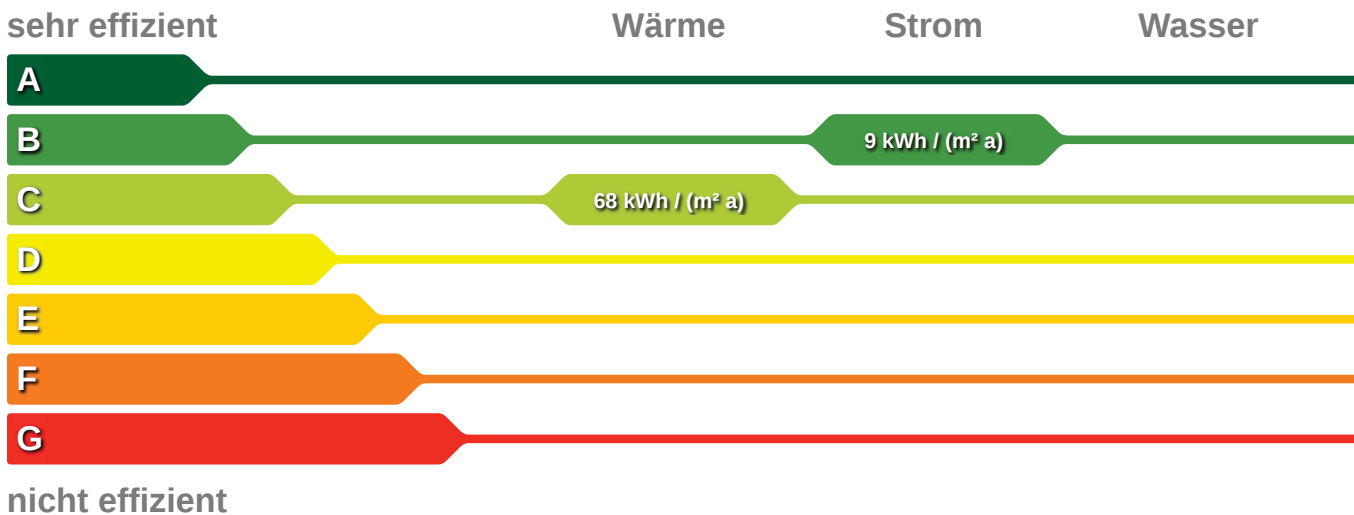 sehr effizient Wärme Strom Wasser
A
B 9 kWh / (m² a)
C 68 kWh / (m² a)
D
E
F
G
nicht effizient